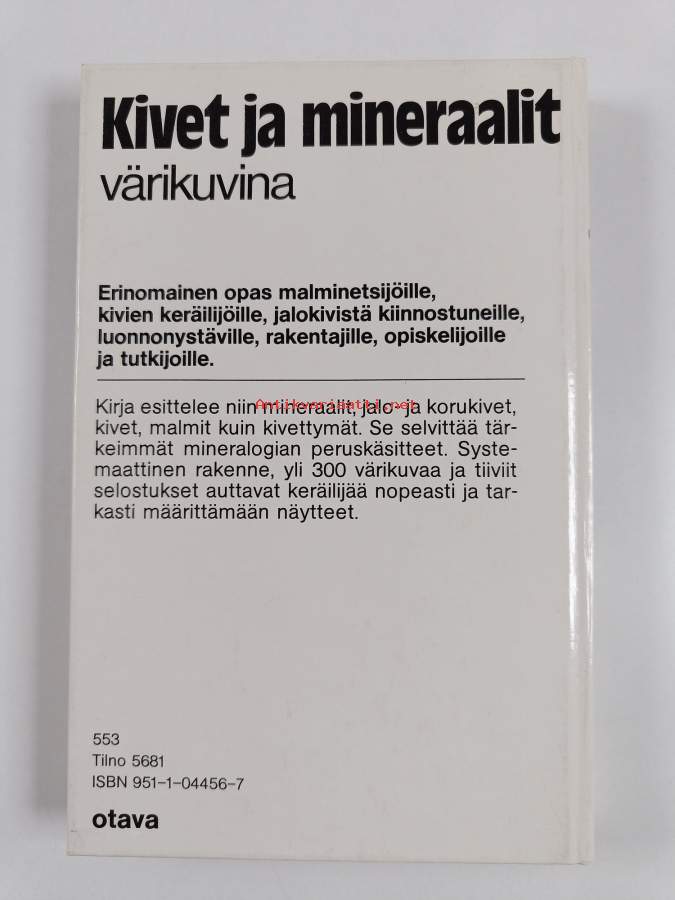 Kivet ja mineraalit
värikuvina
Erinomainen opas malminetsijöille,
kivien keräilijöille, jalokivistä kiinnostuneille,
luonnonystäville, rakentajille, opiskelijoille
ja tutkijoille.
Kirja esittelee niin mineraalit, jalo- ja korukivet,
Antikvariaatti.net
kivet, malmit kuin kivettymät. Se selvittää tär-
keimmät mineralogian peruskäsitteet. Syste-
maattinen rakenne, yli 300 värikuvaa ja tiiviit
selostukset auttavat keräilijää nopeasti ja tar-
kasti määrittämään näytteet.
553
Tilno 5681
ISBN 951-1-04456-7
otava